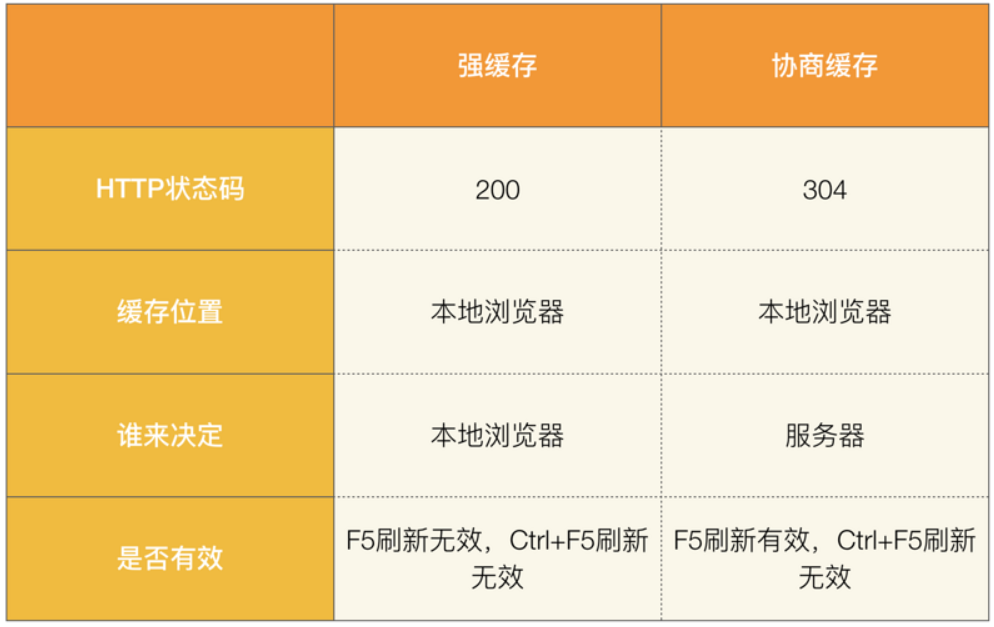 强缓存
协商缓存
HTTP状态码
200
304
缓存位置
本地浏览器
本地浏览器
谁来决定
本地浏览器
服务器
是否有效
F5刷新无效，Ctrl+F5刷新
无效
F5刷新有效，Ctrl+F5刷新
无效